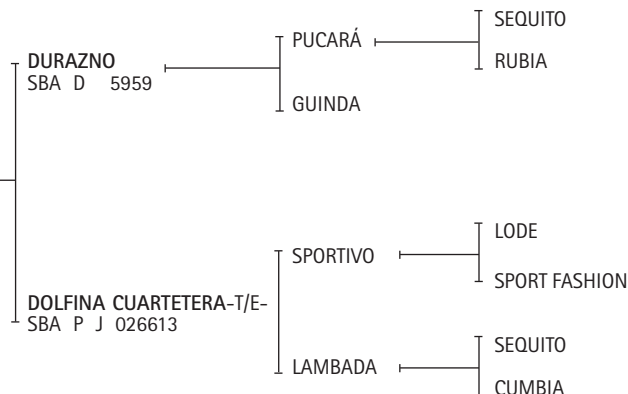 SEQUITO
PUCARÁ
DURAZNO
RUBIA
SBA D 5959
GUINDA
LODE
SPORTIVO
SPORT FASHION
DOLFINA CUARTETERA-T/E-
SBA P J 026613
SEQUITO
LAMBADA
CUMBIA